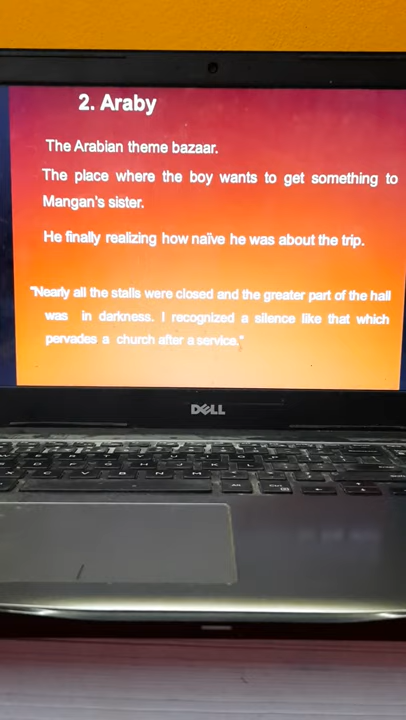 2. Araby
The Arabian theme bazaar.
The place where the boy wants to get something to
Mangan's sister.
He finally realizing how naïve he was about the trip.
"Nearly all the stalls were closed and the greater part of the hall
was in darkness. I recognized a silence like that which
pervades a church after a service."
DELL